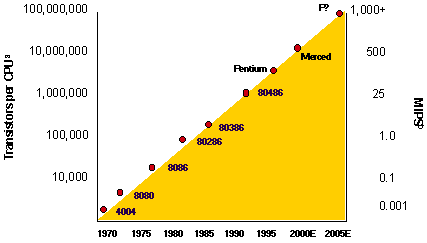 P?
100,000,000
1,000+
10,000,000
500
Merced
Pentium
1,000,000
25
80486
80386
100,000
1.0
80286
8086
10,000
0.1
8080
4004
0.001
Transistors per CPUª
MIPSᵇ
1970 1975 1980 1985 1990 1995 2000E 2005E